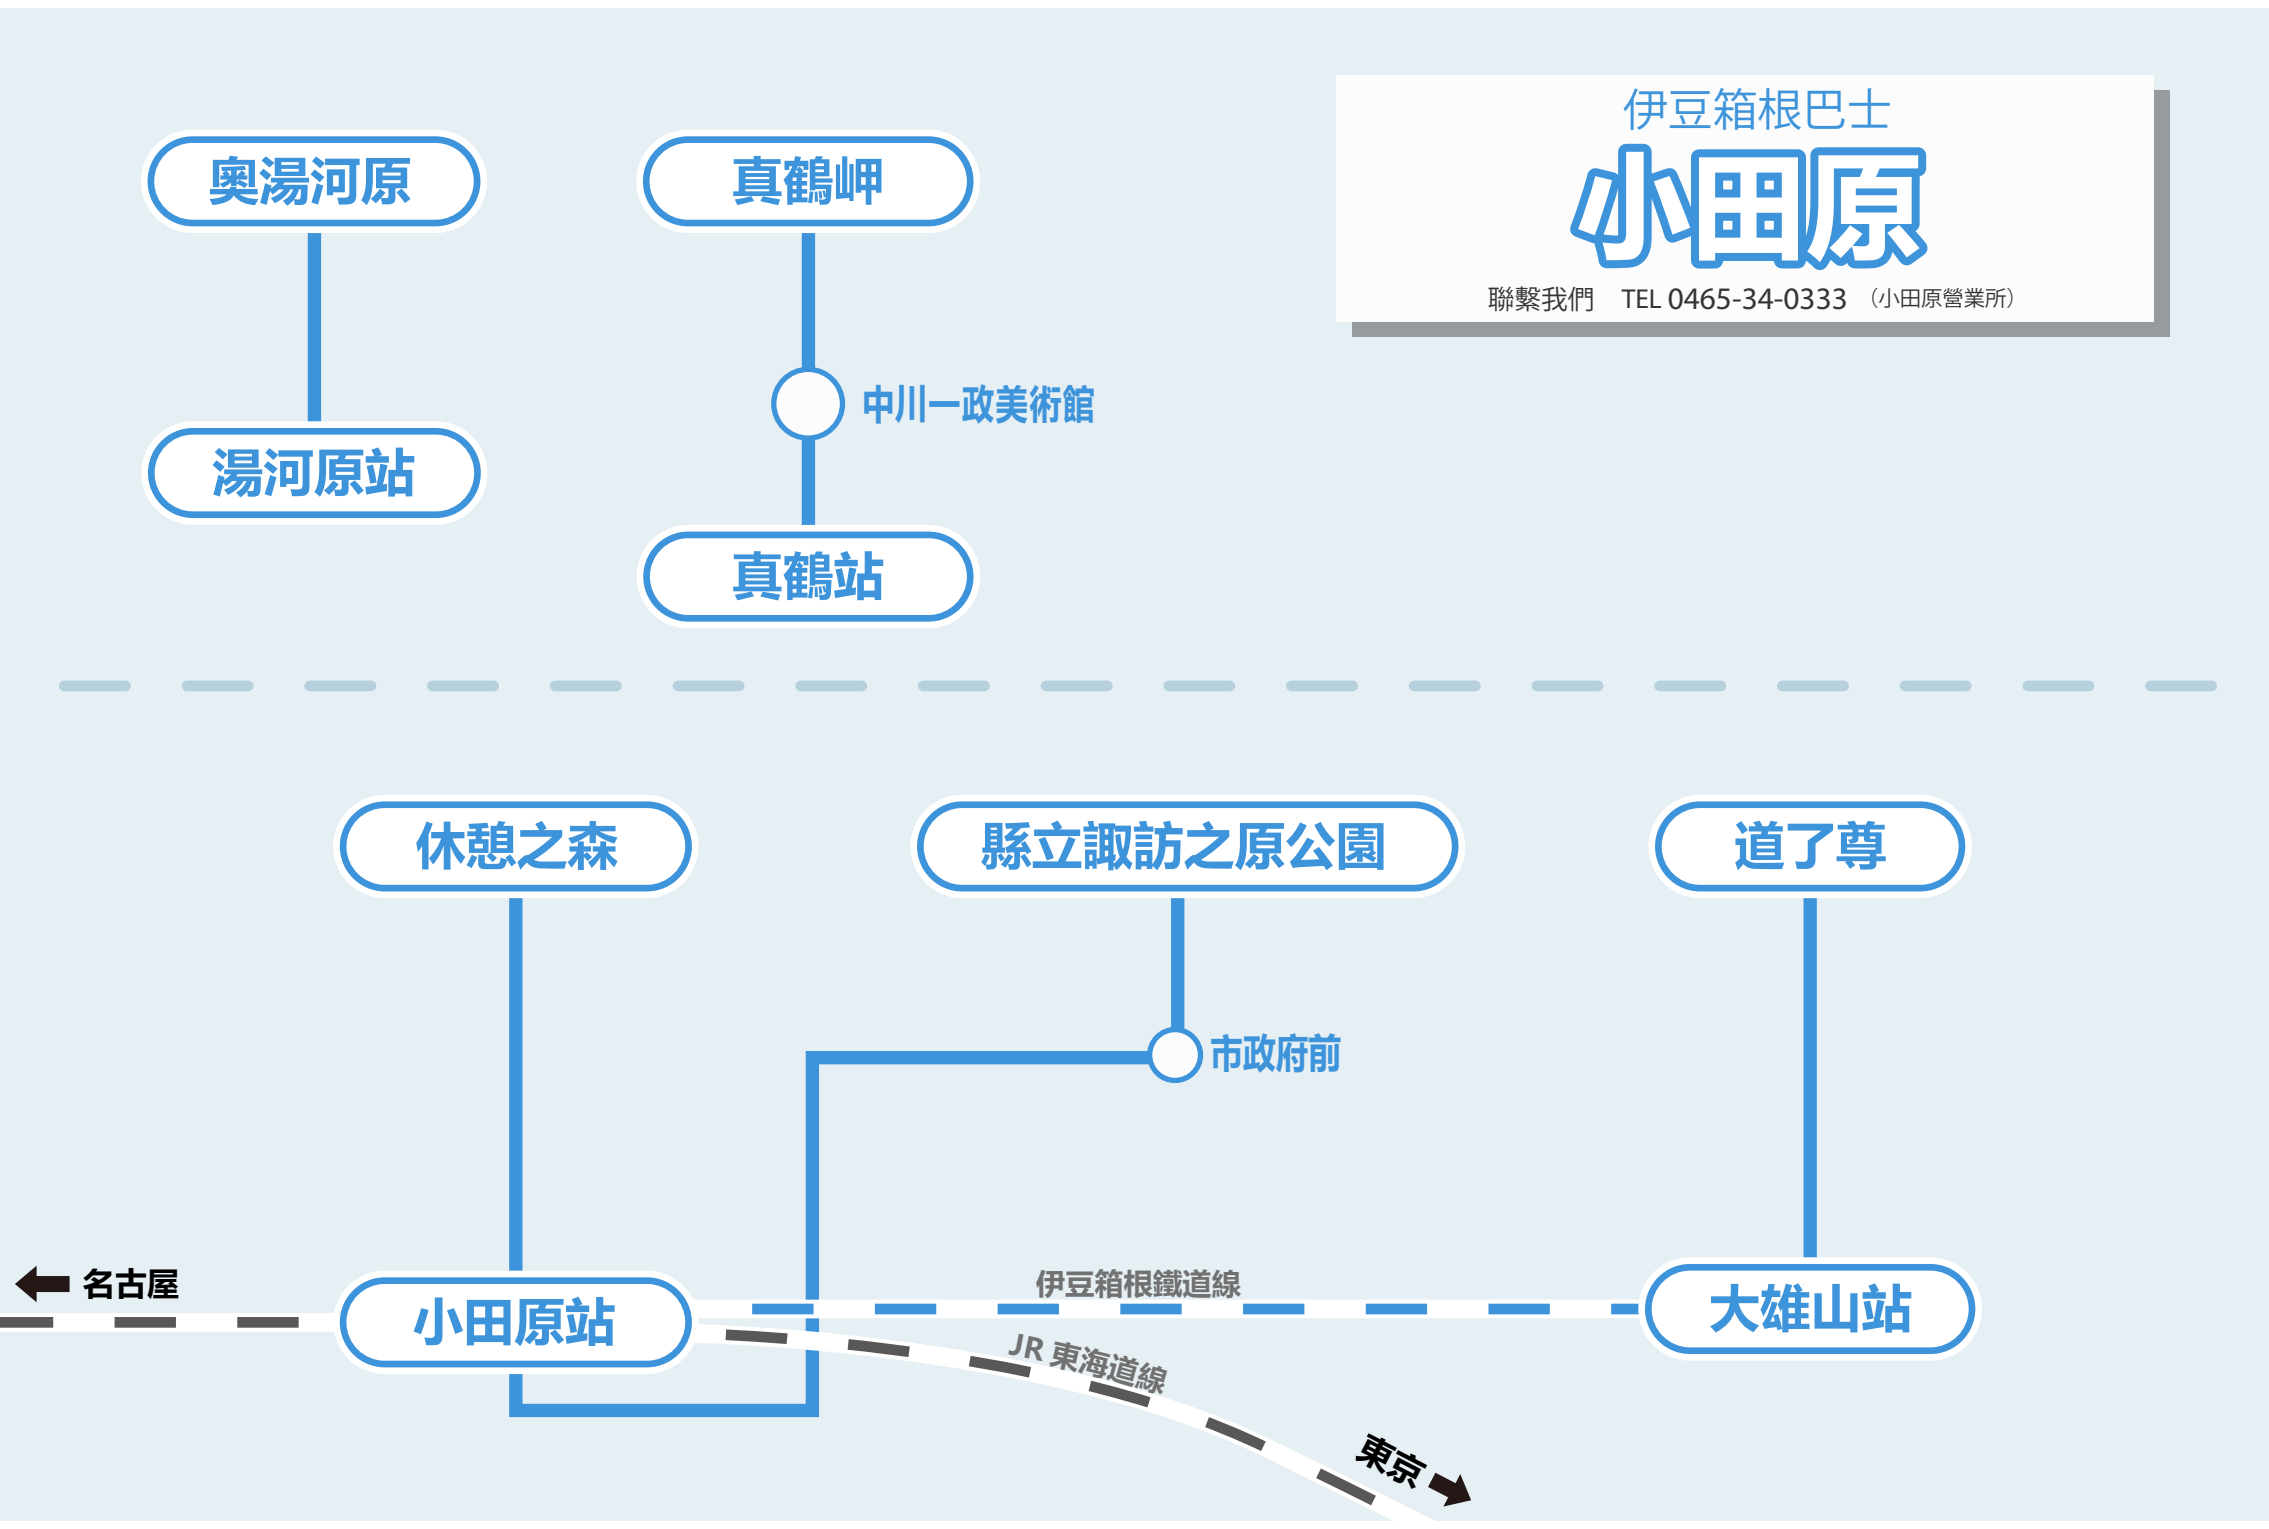 伊豆箱根巴士
小田原
聯繫我們 TEL 0465-34-0333 （小田原營業所）
奧湯河原
真鶴岬
中川一政美術館
湯河原站
真鶴站
休憩之森
縣立諏訪之原公園
道了尊
市政府前
名古屋
伊豆箱根鐵道線
小田原站
大雄山站
JR 東海道線
東京